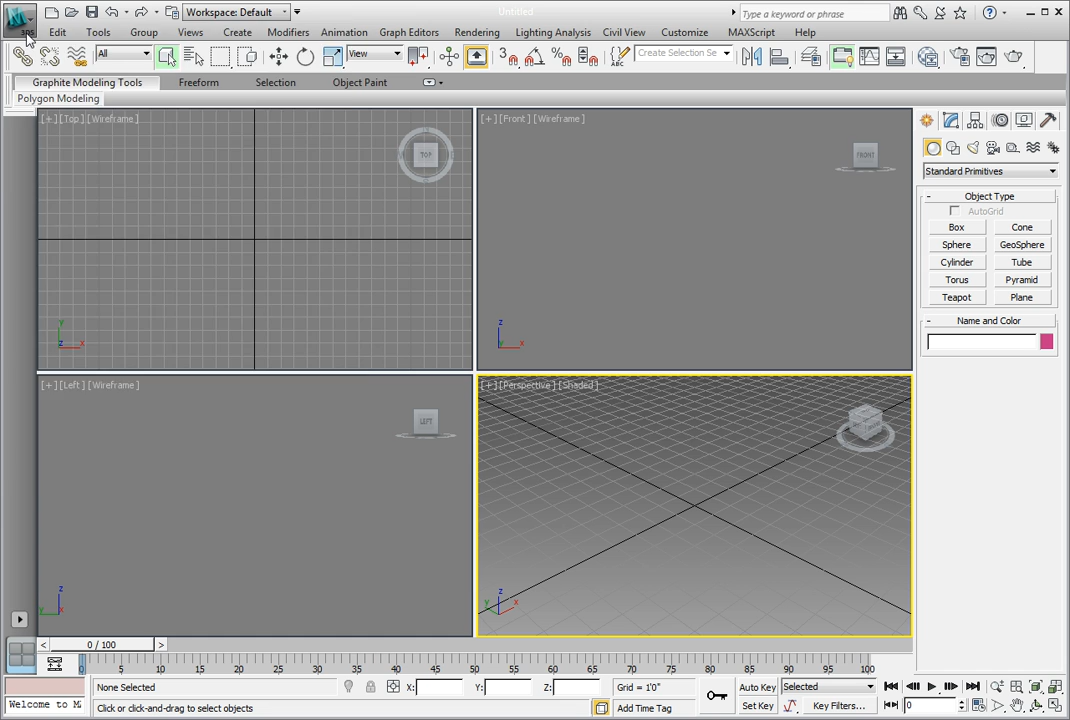 Untitled
Workspace: Default
Type a keyword or phrase
Edit Tools Group Views Create Modifiers Animation Graph Editors Rendering Lighting Analysis Civil View Customize MAXScript Help
All
View
3
Create Selection Se
Graphite Modeling Tools Freeform Selection Object Paint
Polygon Modeling
[+][Top][Wireframe]
TOP
[+][Front][Wireframe]
FRONT
Standard Primitives
Object Type
AutoGrid
Box Cone
Sphere GeoSphere
Cylinder Tube
Torus Pyramid
Teapot Plane
Name and Color
y
z x
z
x
[+][Left][Wireframe]
LEFT
[+][Perspective][Shaded]
z
y x
z
y x
< 0 / 100 >
0 5 10 15 20 25 30 35 40 45 50 55 60 65 70 75 80 85 90 95 100
None Selected
X: Y: Z:
Grid = 1'0"
Auto Key Selected
Welcome to M
Click or click-and-drag to select objects
Add Time Tag
Set Key
Key Filters...
0